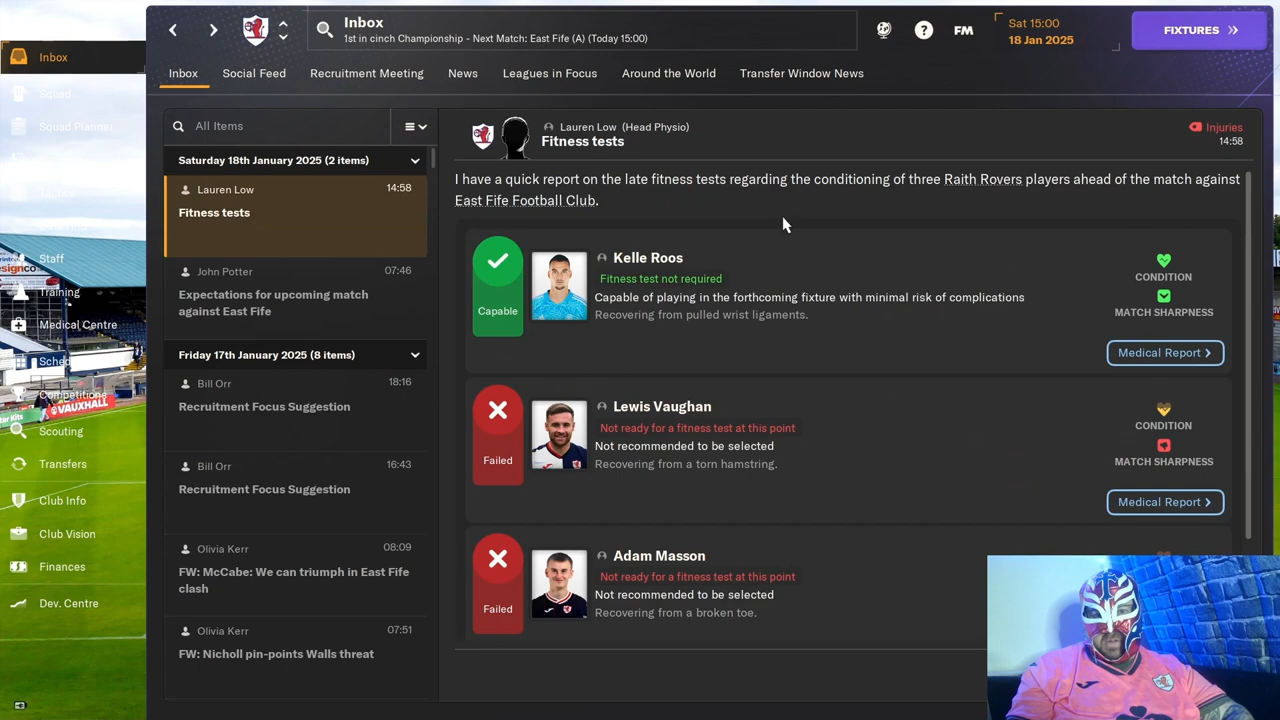 Inbox
1st in cinch Championship - Next Match: East Fife (A) (Today 15:00)
FM
Sat 15:00
18 Jan 2025
FIXTURES
Inbox
Social Feed
Recruitment Meeting
News
Leagues in Focus
Around the World
Transfer Window News
Inbox
Squad
Squad Planner
Staff
Training
Medical Centre
Competitions
Scouting
Transfers
Club Info
Club Vision
Finances
Dev. Centre
VAUXHALL
All Items
Saturday 18th January 2025 (2 items)
Lauren Low 14:58
Fitness tests
John Potter 07:46
Expectations for upcoming match
against East Fife
Friday 17th January 2025 (8 items)
Bill Orr 18:16
Recruitment Focus Suggestion
Bill Orr 16:43
Recruitment Focus Suggestion
Olivia Kerr 08:09
FW: McCabe: We can triumph in East Fife
clash
Olivia Kerr 07:51
FW: Nicholl pin-points Walls threat
Lauren Low (Head Physio)
Fitness tests
Injuries
14:58
I have a quick report on the late fitness tests regarding the conditioning of three Raith Rovers players ahead of the match against
East Fife Football Club.
Capable
Kelle Roos
Fitness test not required
Capable of playing in the forthcoming fixture with minimal risk of complications
Recovering from pulled wrist ligaments.
CONDITION
MATCH SHARPNESS
Medical Report
Failed
Lewis Vaughan
Not ready for a fitness test at this point
Not recommended to be selected
Recovering from a torn hamstring.
CONDITION
MATCH SHARPNESS
Medical Report
Failed
Adam Masson
Not ready for a fitness test at this point
Not recommended to be selected
Recovering from a broken toe.